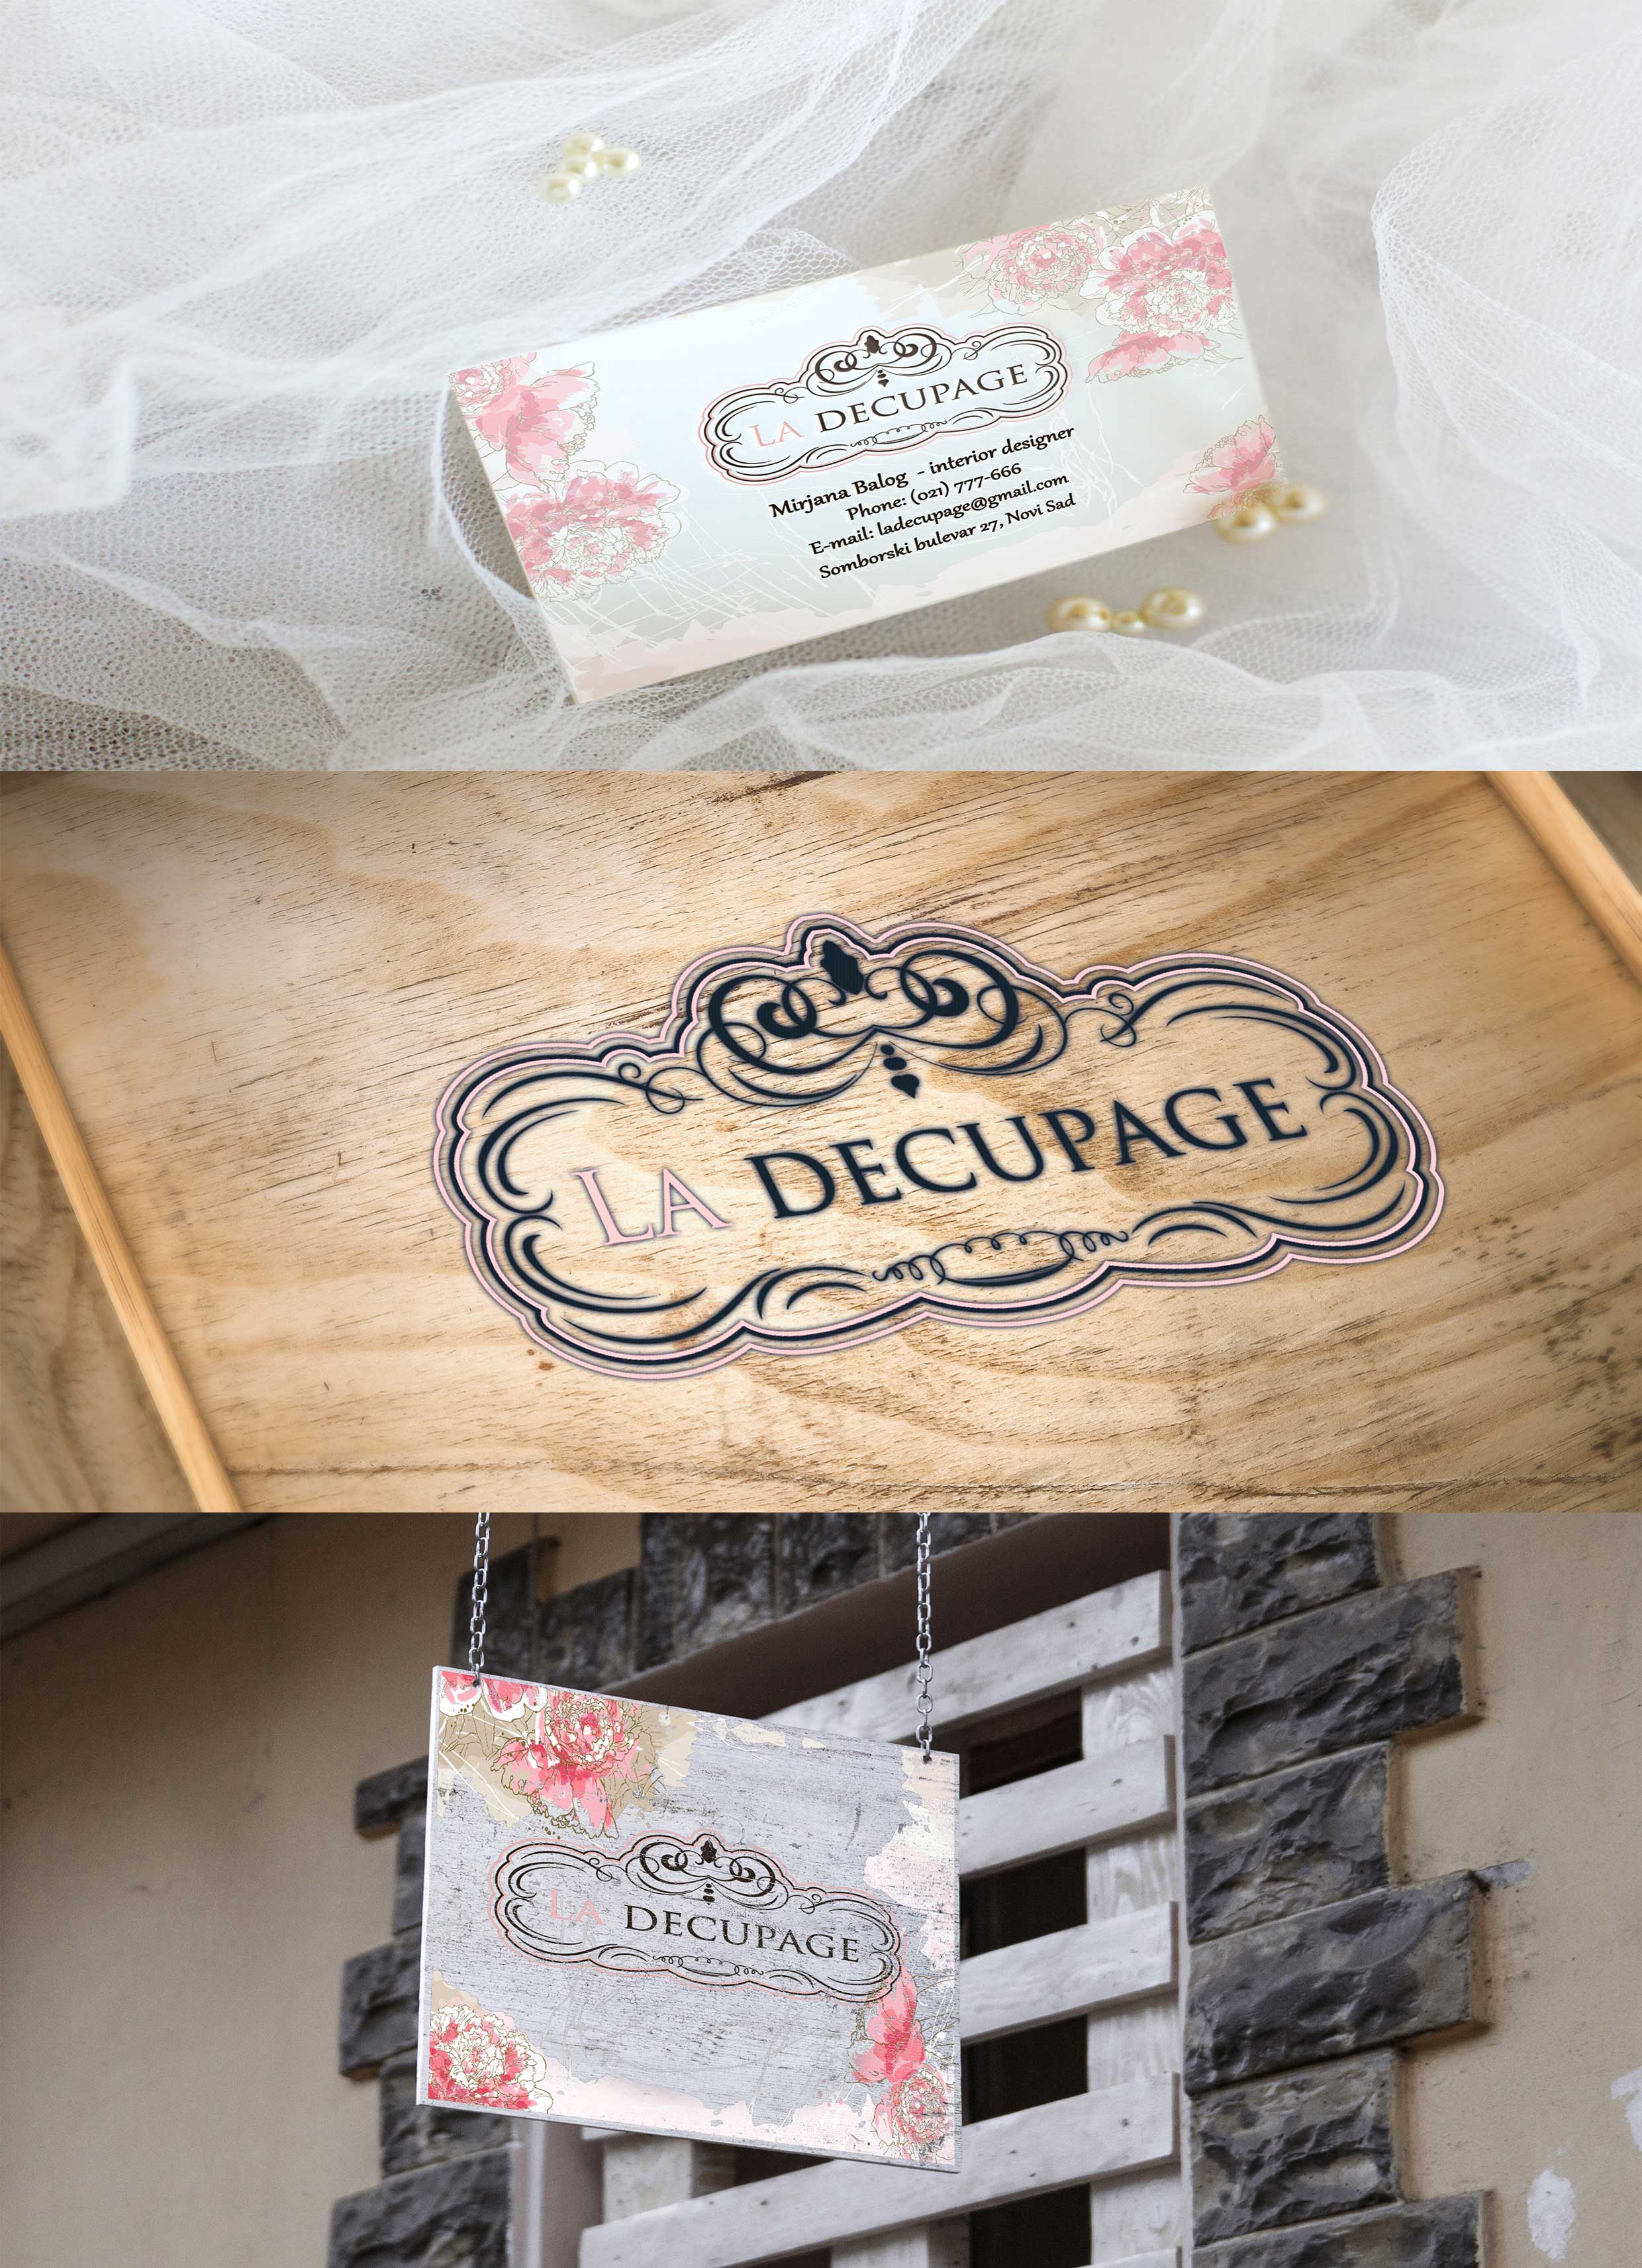 LA DECUPAGE
Mirjana Balog - interior designer
Phone: (021) 777-666
E-mail: ladecupage@gmail.com
Somborski bulevar 27, Novi Sad
LA DECUPAGE
LA DECUPAGE